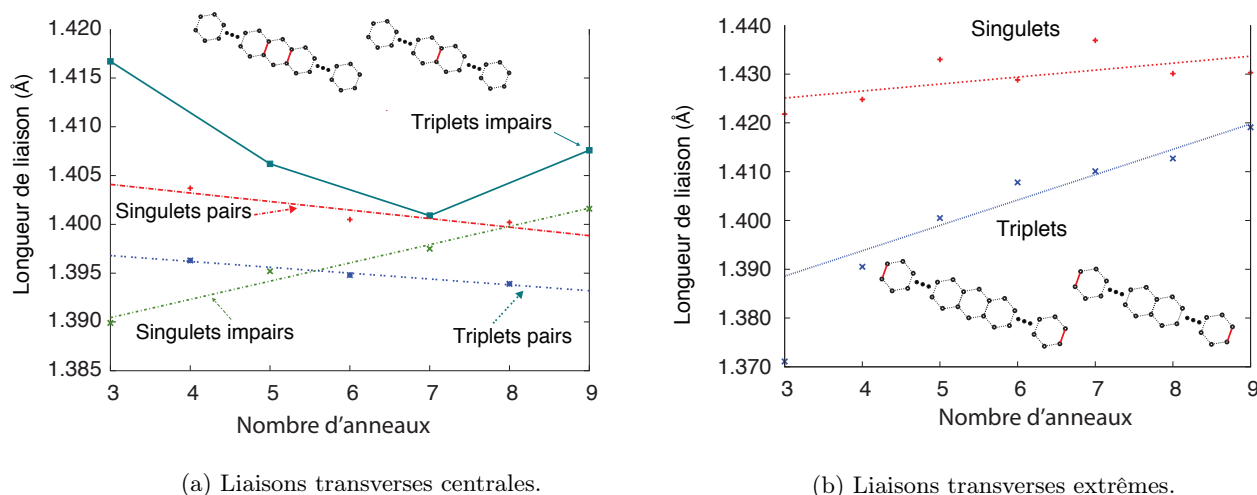 1.420
1.415
1.410
1.405
1.400
1.395
1.390
1.385
Longueur de liaison (Å)
Triplets impairs
Singulets pairs
Singulets impairs
Triplets pairs
3 4 5 6 7 8 9
Nombre d'anneaux
(a) Liaisons transverses centrales.
1.440
1.430
1.420
1.410
1.400
1.390
1.380
1.370
Longueur de liaison (Å)
Singulets
Triplets
3 4 5 6 7 8 9
Nombre d'anneaux
(b) Liaisons transverses extrêmes.